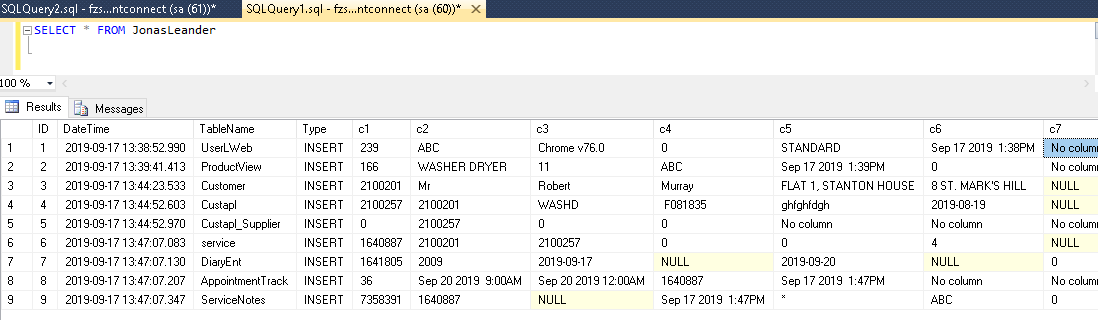 SQLQuery2.sql - fzs...ntconnect (sa (61))* SQLQuery1.sql - fzs...ntconnect (sa (60))*
SELECT * FROM JonasLeander
100 %
Results Messages
ID DateTime TableName Type c1 c2 c3 c4 c5 c6 c7
1 1 2019-09-17 13:38:52.990 UserLWeb INSERT 239 ABC Chrome v76.0 0 STANDARD Sep 17 2019 1:38PM No colum
2 2 2019-09-17 13:39:41.413 ProductView INSERT 166 WASHER DRYER 11 ABC Sep 17 2019 1:39PM 0 No colum
3 3 2019-09-17 13:44:23.533 Customer INSERT 2100201 Mr Robert Murray FLAT 1, STANTON HOUSE 8 ST. MARK'S HILL NULL
4 4 2019-09-17 13:44:52.603 Custapl INSERT 2100257 2100201 WASHD F081835 ghfghfdgh 2019-08-19 NULL
5 5 2019-09-17 13:44:52.970 Custapl_Supplier INSERT 0 2100257 0 0 No column No column No colum
6 6 2019-09-17 13:47:07.083 service INSERT 1640887 2100201 2100257 0 0 4 NULL
7 7 2019-09-17 13:47:07.130 DiaryEnt INSERT 1641805 2009 2019-09-17 NULL 2019-09-20 NULL 0
8 8 2019-09-17 13:47:07.207 AppointmentTrack INSERT 36 Sep 20 2019 9:00AM Sep 20 2019 12:00AM 1640887 Sep 17 2019 1:47PM No column No colum
9 9 2019-09-17 13:47:07.347 ServiceNotes INSERT 7358391 1640887 NULL Sep 17 2019 1:47PM * ABC 0